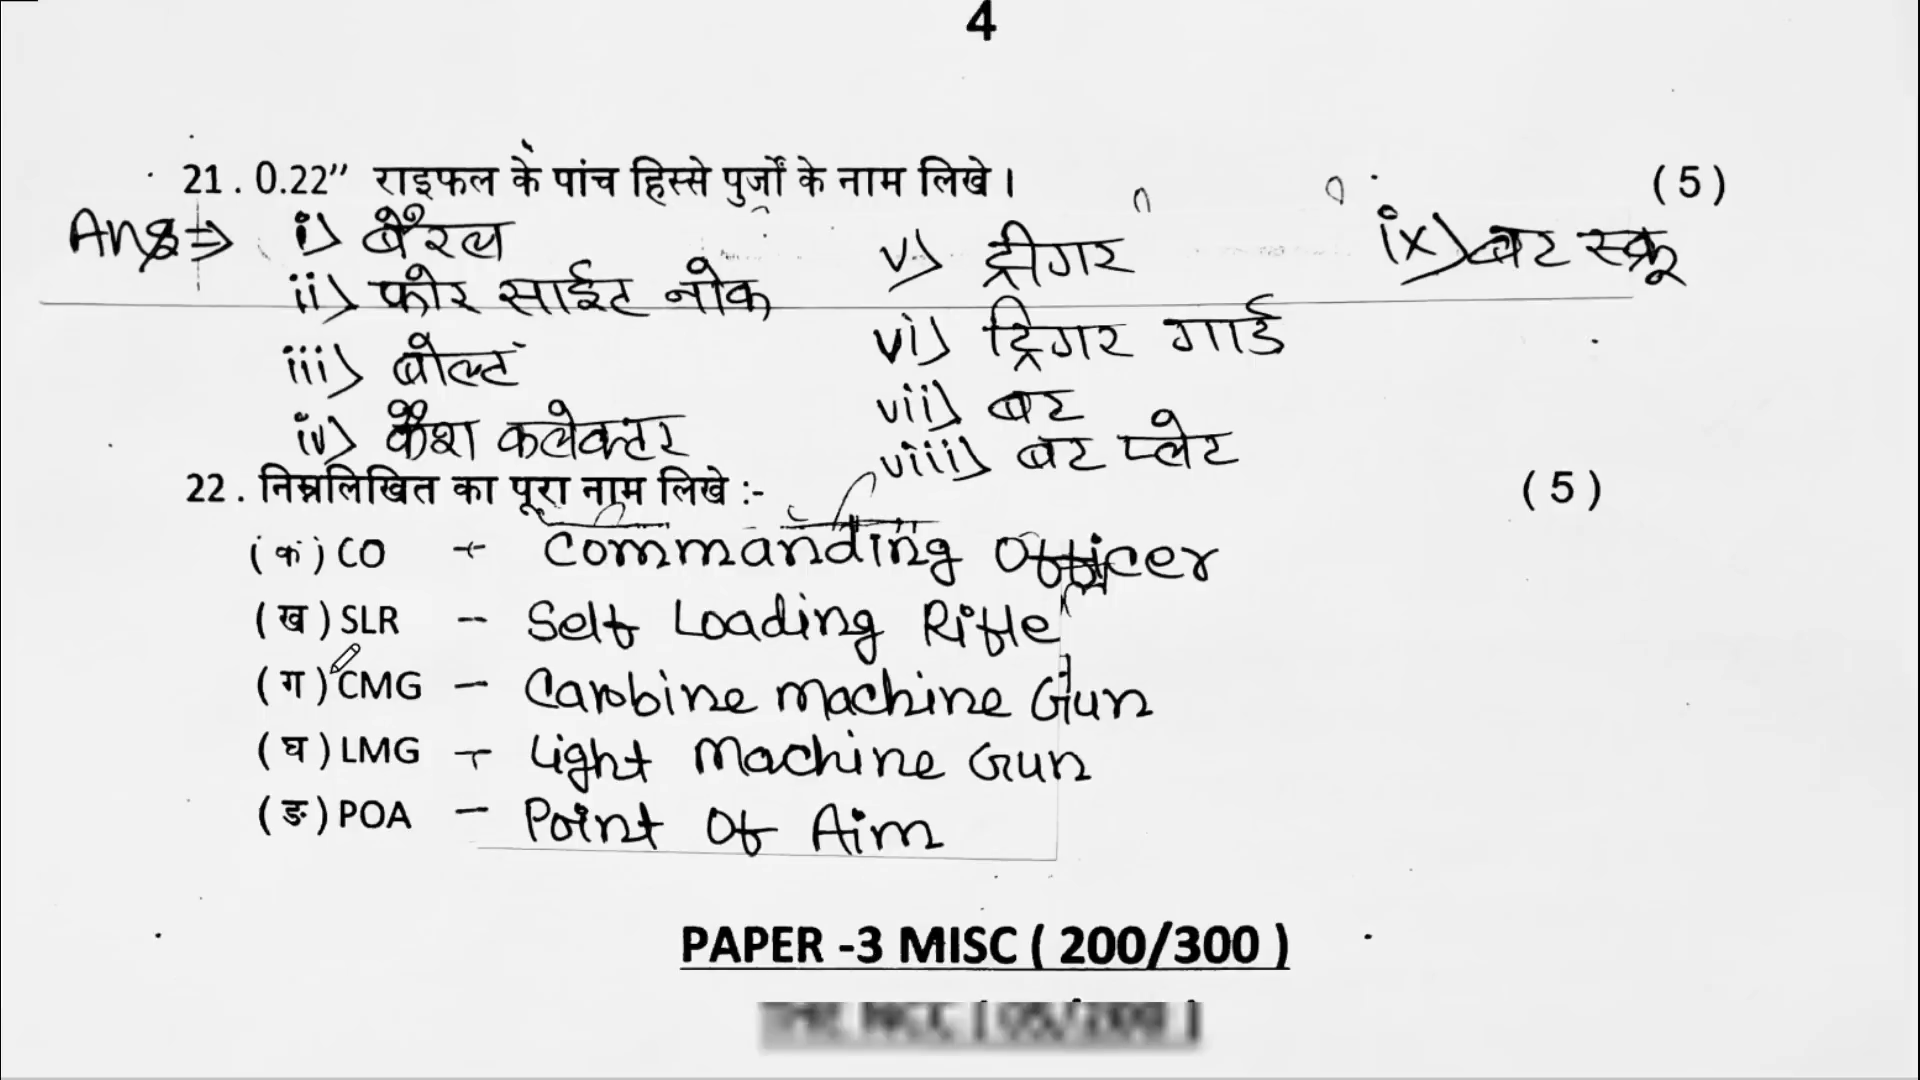 4
21. 0.22” राइफल के पांच हिस्से पुर्जों के नाम लिखे। (5)
Ans⇒ i) बैरल
ii) फोर साईट नोक
iii) बोल्ट
iv) कैश कलेक्टर
v) ट्रीगर
vi) ट्रिगर गार्ड
vii) बट
viii) बट प्लेट
ix) बट स्क्रू
22. निम्नलिखित का पूरा नाम लिखे :- (5)
(क) CO - Commanding Officer
(ख) SLR - Self Loading Rifle
(ग) CMG - Carbine Machine Gun
(घ) LMG - Light Machine Gun
(ङ) POA - Point Of Aim
PAPER -3 MISC ( 200/300 )